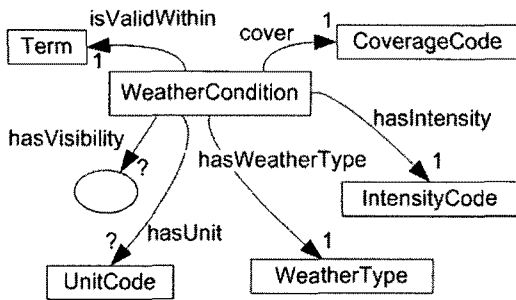 isValidWithin
cover
1
Term
1
CoverageCode
WeatherCondition
hasVisibility
?
hasWeatherType
hasIntensity
1
IntensityCode
?
hasUnit
1
UnitCode
WeatherType